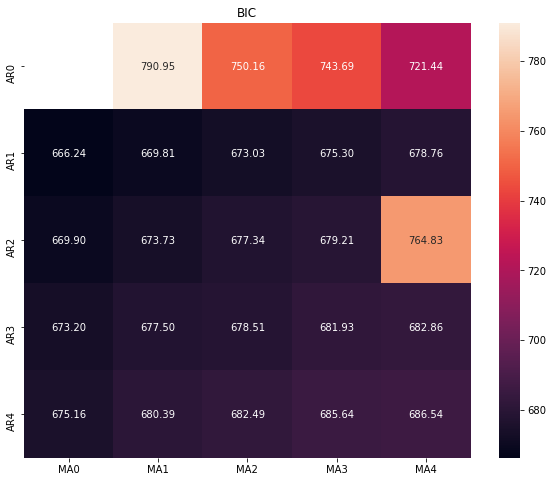 BIC
AR0 790.95 750.16 743.69 721.44
AR1 666.24 669.81 673.03 675.30 678.76
AR2 669.90 673.73 677.34 679.21 764.83
AR3 673.20 677.50 678.51 681.93 682.86
AR4 675.16 680.39 682.49 685.64 686.54
MA0 MA1 MA2 MA3 MA4
780
760
740
720
700
680